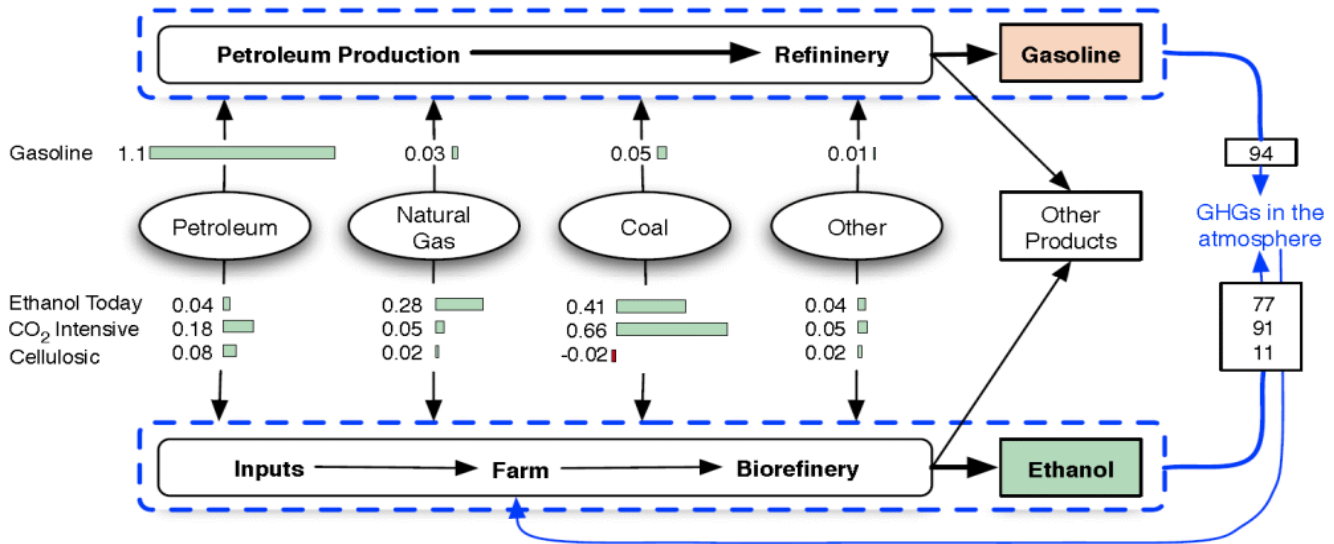 Petroleum Production Refininery Gasoline
Gasoline 1.1 0.03 0.05 0.01 94
Petroleum
Natural
Gas
Coal
Other
Other
Products
GHGs in the
atmosphere
Ethanol Today 0.04 0.28 0.41 0.04 77
CO2 Intensive 0.18 0.05 0.66 0.05 91
Cellulosic 0.08 0.02 -0.02 0.02 11
Inputs Farm Biorefinery Ethanol